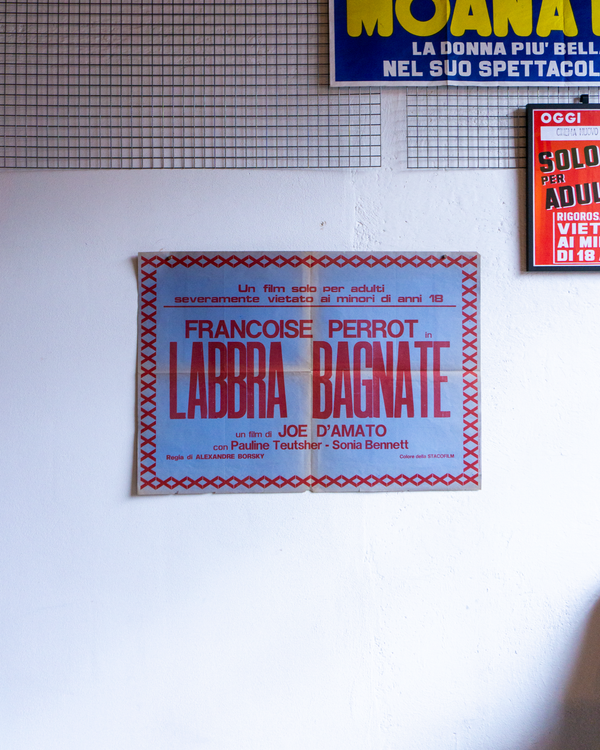 MOANA
LA DONNA PIU' BELL
NEL SUO SPETTACOL
OGGI
CINEMA NUOVO
SOLO
PER
ADUL
RIGOROS
VIET
AI MI
DI 18
Un film solo per adulti
severamente vietato ai minori di anni 18
FRANCOISE PERROT in
LABBRA BAGNATE
un film di JOE D'AMATO
con Pauline Teutsher - Sonia Bennett
Regia di ALEXANDRE BORSKY
Colore dello STACOFILM